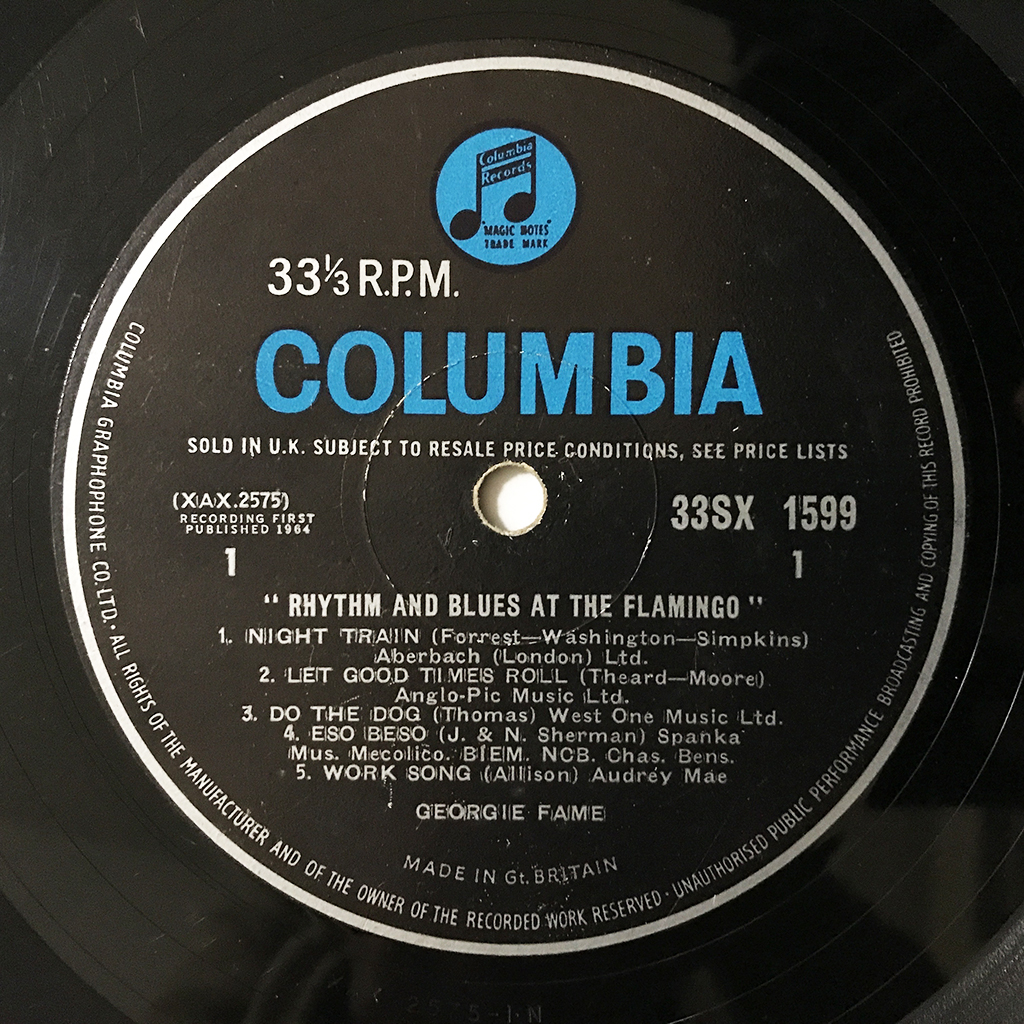 Columbia
Records
"MAGIC NOTES"
TRADE MARK
33⅓ R.P.M.
COLUMBIA
SOLD IN U.K. SUBJECT TO RESALE PRICE CONDITIONS, SEE PRICE LISTS
(XAX.2575)
RECORDING FIRST
PUBLISHED 1964
33SX 1599
1
1
“ RHYTHM AND BLUES AT THE FLAMINGO ”
1. NIGHT TRAIN (Forrest—Washington—Simpkins)
Aberbach (London) Ltd.
2. LET GOOD TIMES ROLL (Theard—Moore)
Anglo-Pic Music Ltd.
3. DO THE DOG (Thomas) West One Music Ltd.
4. ESO BESO (J. & N. Sherman) Spanka
Mus. Mecolico. BIEM. NCB. Chas. Bens.
5. WORK SONG (Allison) Audrey Mae
GEORGIE FAME
MADE IN Gt. BRITAIN
COLUMBIA GRAPHOPHONE CO. LTD. · ALL RIGHTS OF THE MANUFACTURER AND OF THE OWNER OF THE RECORDED WORK RESERVED · UNAUTHORISED PUBLIC PERFORMANCE BROADCASTING AND COPYING OF THIS RECORD PROHIBITED